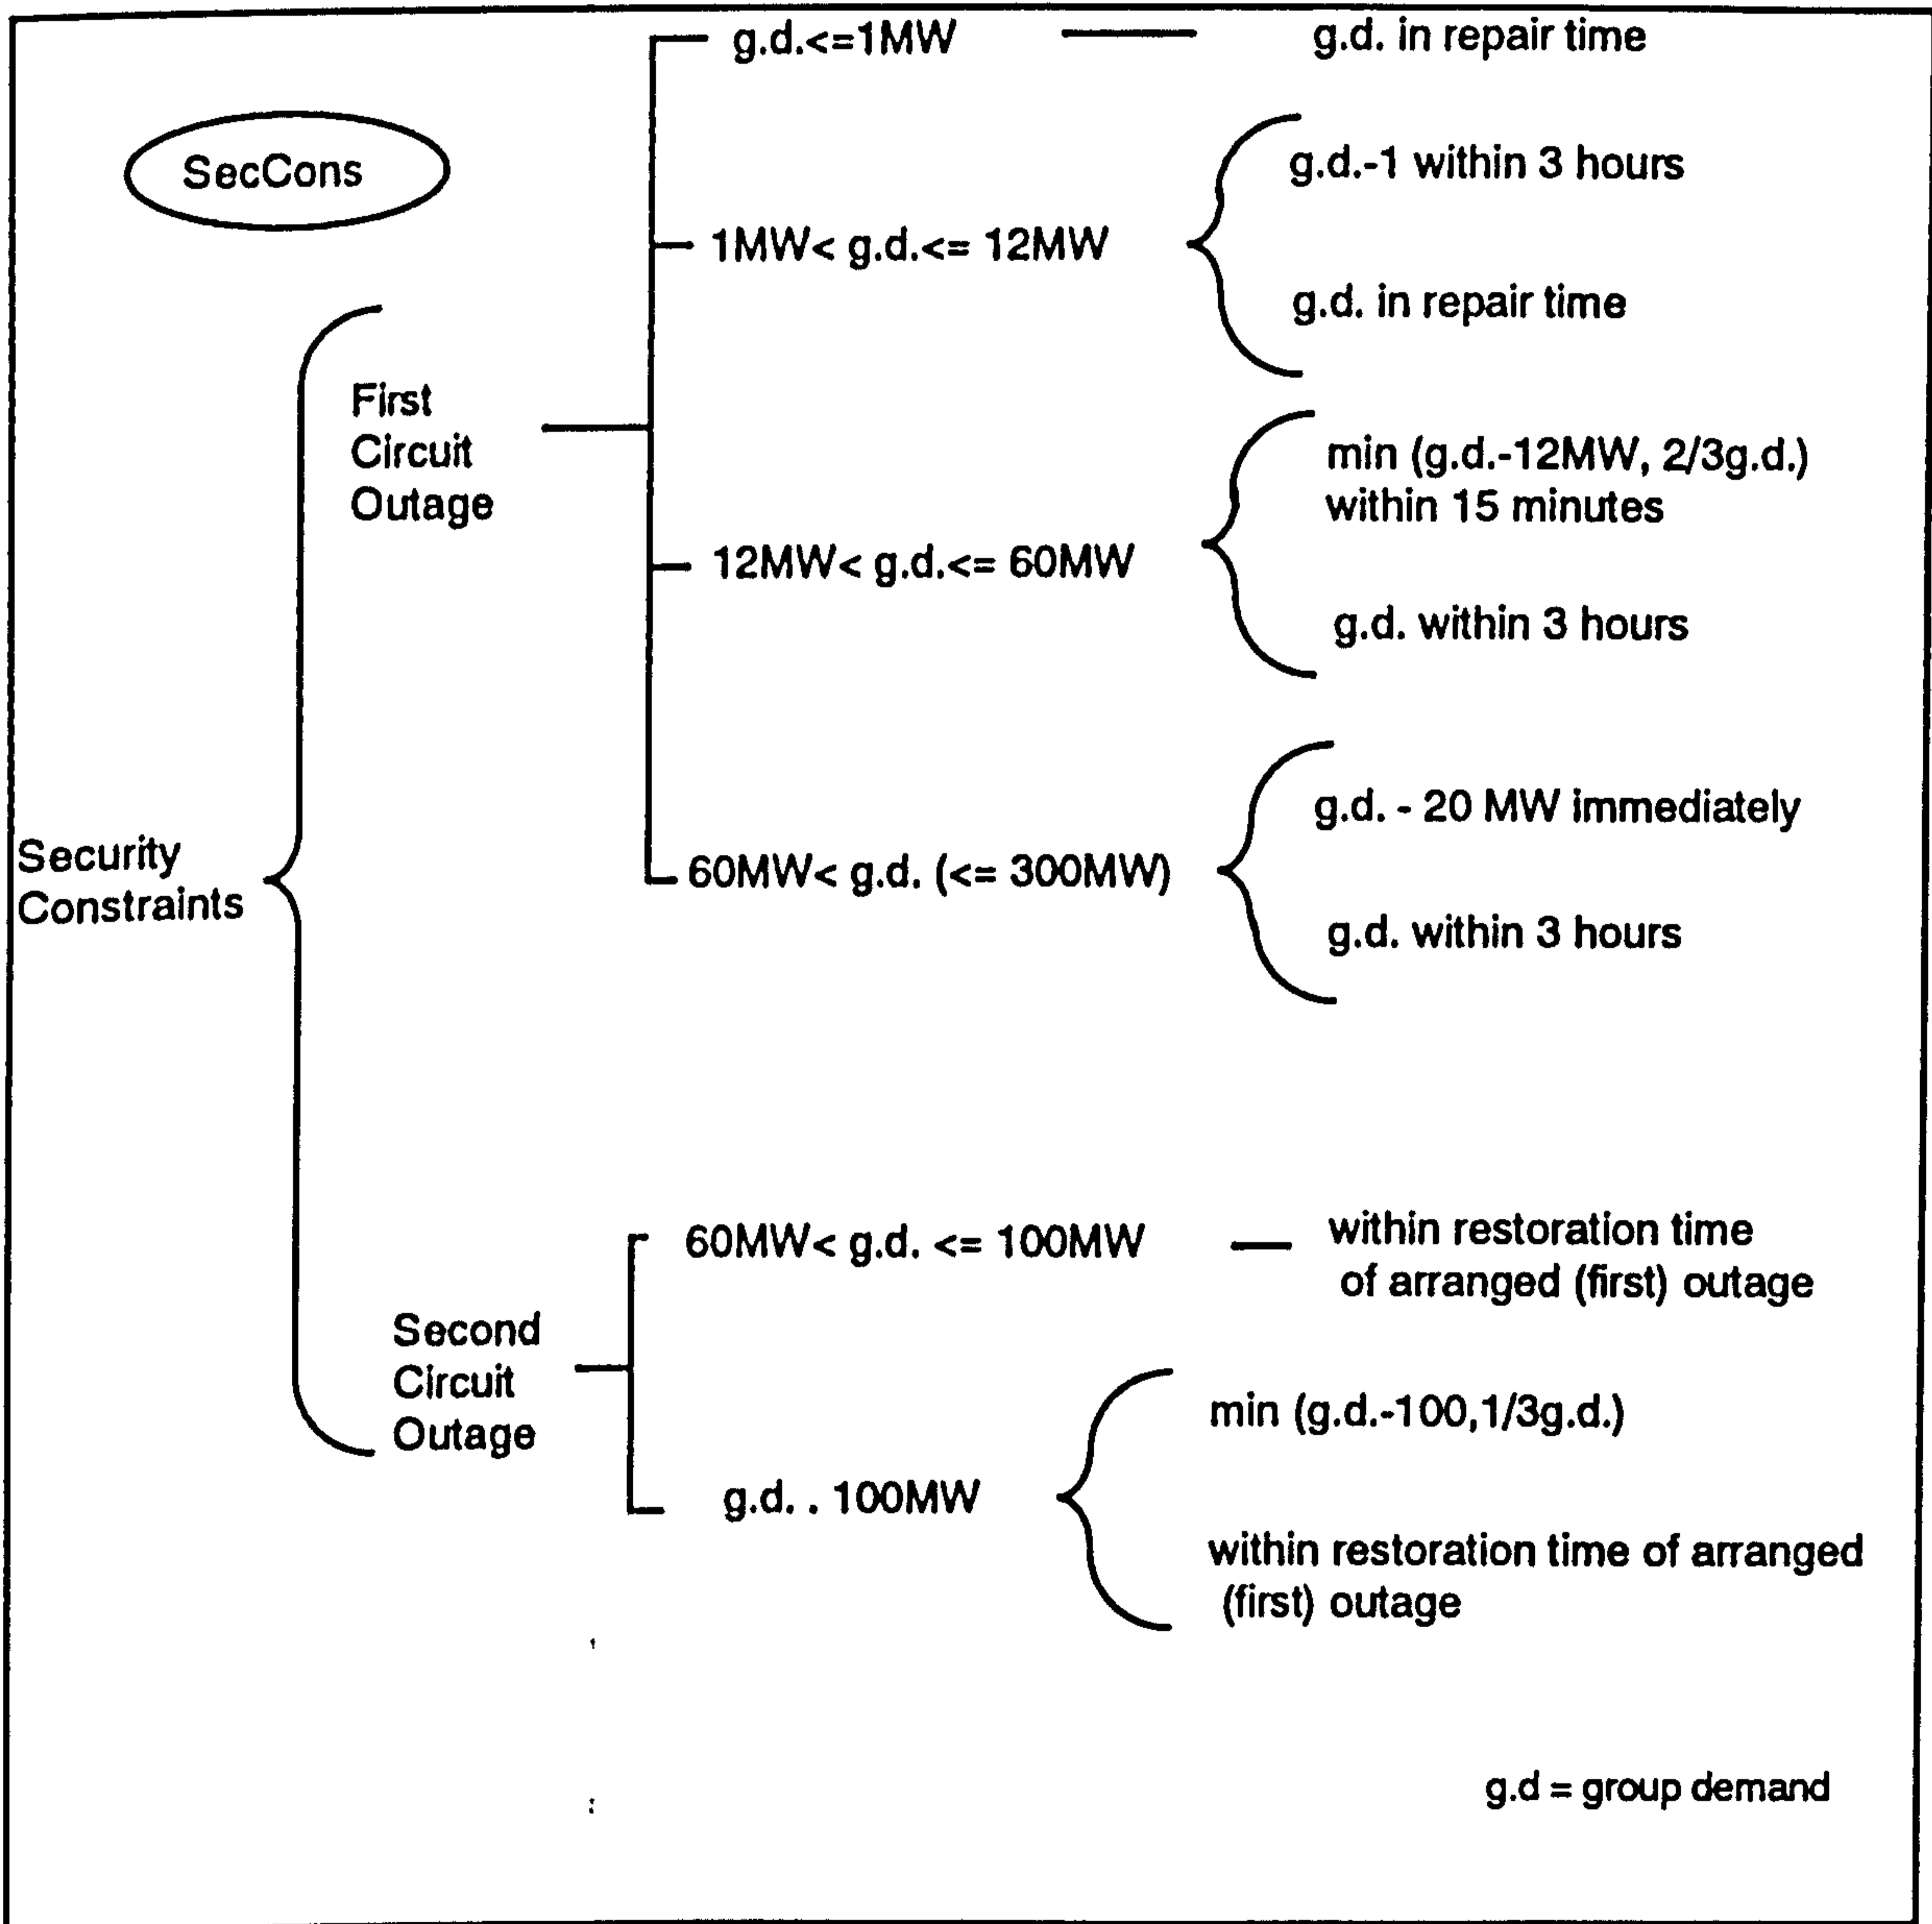 g.d.<=1MW
g.d. in repair time
SecCons
g.d.-1 within 3 hours
1MW< g.d.<= 12MW
g.d. in repair time
First
Circuit
Outage
min (g.d.-12MW, 2/3g.d.)
within 15 minutes
12MW< g.d.<= 60MW
g.d. within 3 hours
g.d. - 20 MW immediately
Security
Constraints
60MW< g.d. (<= 300MW)
g.d. within 3 hours
60MW< g.d. <= 100MW
within restoration time
of arranged (first) outage
Second
Circuit
Outage
min (g.d.-100,1/3g.d.)
g.d. . 100MW
within restoration time of arranged
(first) outage
g.d = group demand